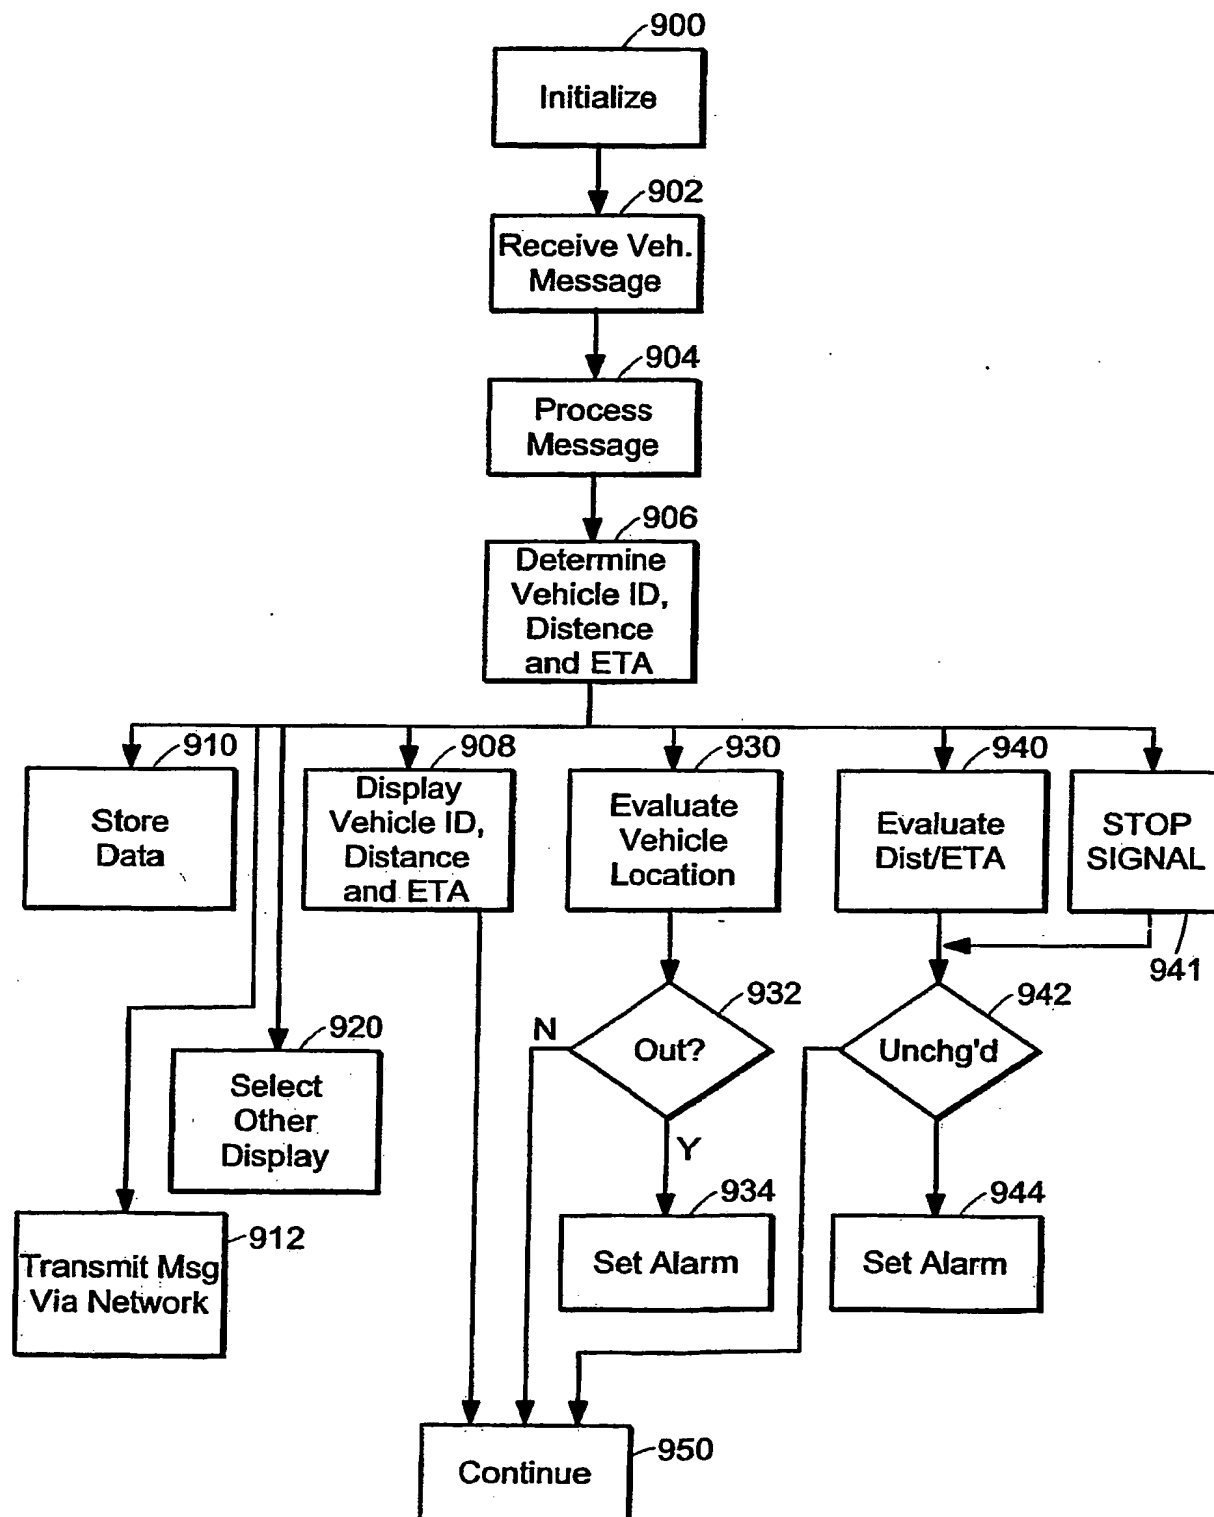 900
Initialize
902
Receive Veh.
Message
904
Process
Message
906
Determine
Vehicle ID,
Distence
and ETA
910
Store
Data
908
Display
Vehicle ID,
Distance
and ETA
930
Evaluate
Vehicle
Location
940
Evaluate
Dist/ETA
STOP
SIGNAL
941
920
Select
Other
Display
N
932
Out?
Y
942
Unchg'd
912
Transmit Msg
Via Network
934
Set Alarm
944
Set Alarm
950
Continue